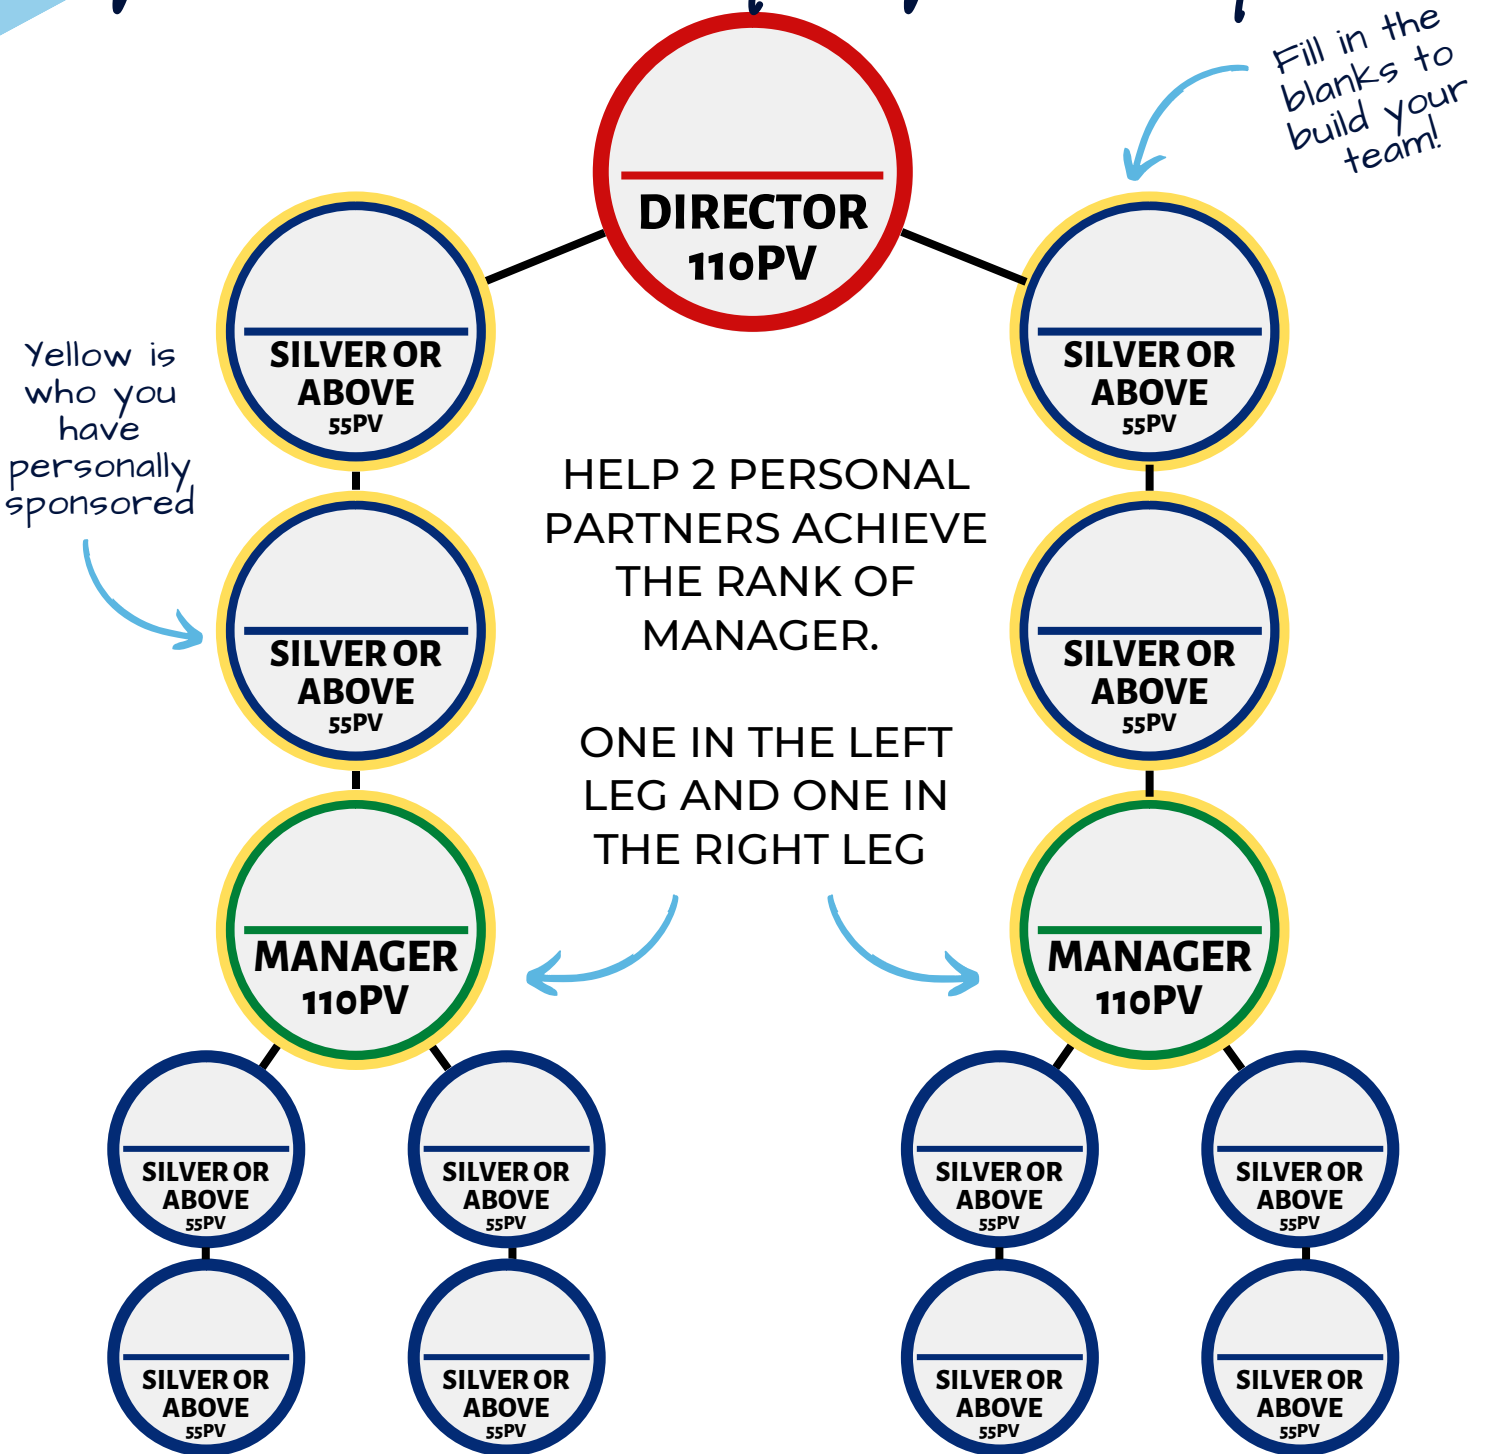 Fill in the
blanks to
build your
team!
DIRECTOR
110PV
SILVER OR
ABOVE
55PV
SILVER OR
ABOVE
55PV
Yellow is
who you
have
personally
sponsored
HELP 2 PERSONAL
PARTNERS ACHIEVE
THE RANK OF
MANAGER.
SILVER OR
ABOVE
55PV
SILVER OR
ABOVE
55PV
ONE IN THE LEFT
LEG AND ONE IN
THE RIGHT LEG
MANAGER
110PV
MANAGER
110PV
SILVER OR
ABOVE
55PV
SILVER OR
ABOVE
55PV
SILVER OR
ABOVE
55PV
SILVER OR
ABOVE
55PV
SILVER OR
ABOVE
55PV
SILVER OR
ABOVE
55PV
SILVER OR
ABOVE
55PV
SILVER OR
ABOVE
55PV